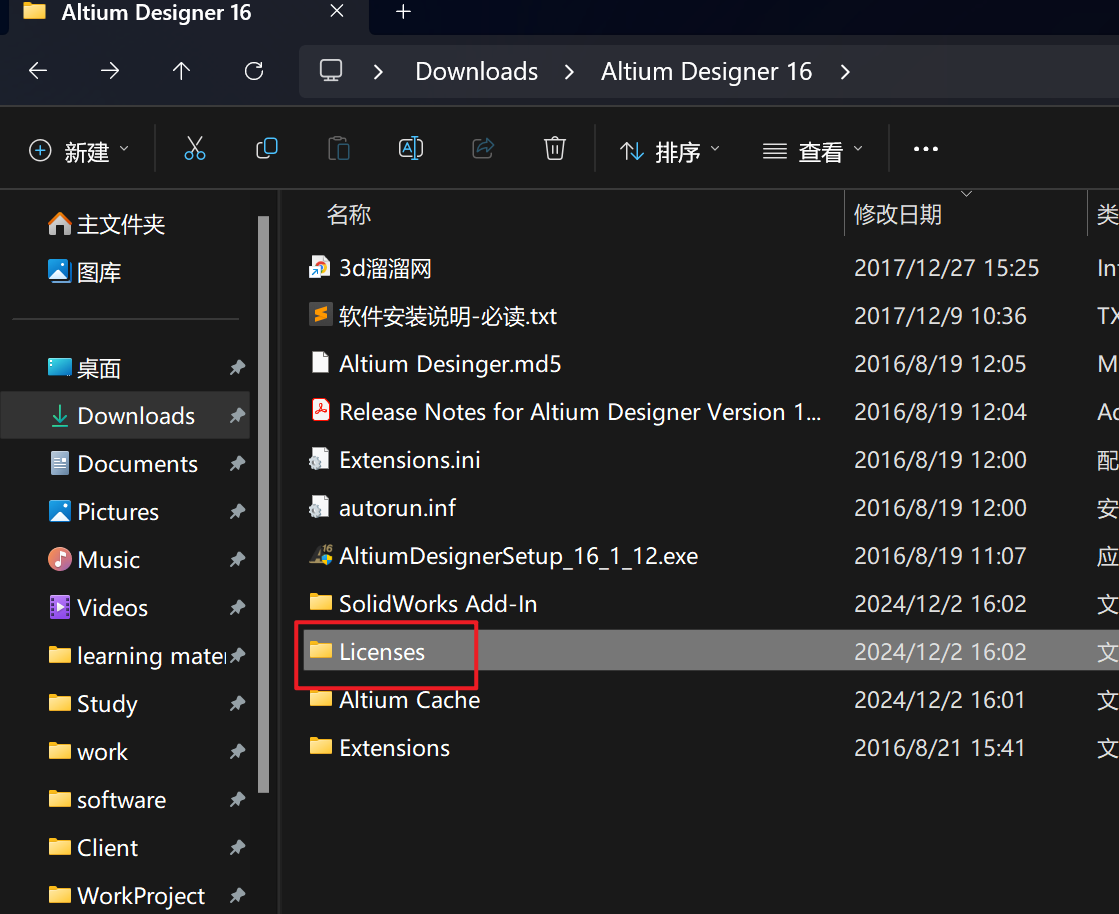 Altium Designer 16
Downloads > Altium Designer 16 >
新建
排序
查看
名称
修改日期
类
主文件夹
图库
桌面
Downloads
Documents
Pictures
Music
Videos
learning mater
Study
work
software
Client
WorkProject
3d溜溜网 2017/12/27 15:25 Int
软件安装说明-必读.txt 2017/12/9 10:36 TX
Altium Desinger.md5 2016/8/19 12:05 M
Release Notes for Altium Designer Version 1... 2016/8/19 12:04 Ac
Extensions.ini 2016/8/19 12:00 配
autorun.inf 2016/8/19 12:00 安
AltiumDesignerSetup_16_1_12.exe 2016/8/19 11:07 应
SolidWorks Add-In 2024/12/2 16:02 文
Licenses 2024/12/2 16:02 文
Altium Cache 2024/12/2 16:01 文
Extensions 2016/8/21 15:41 文